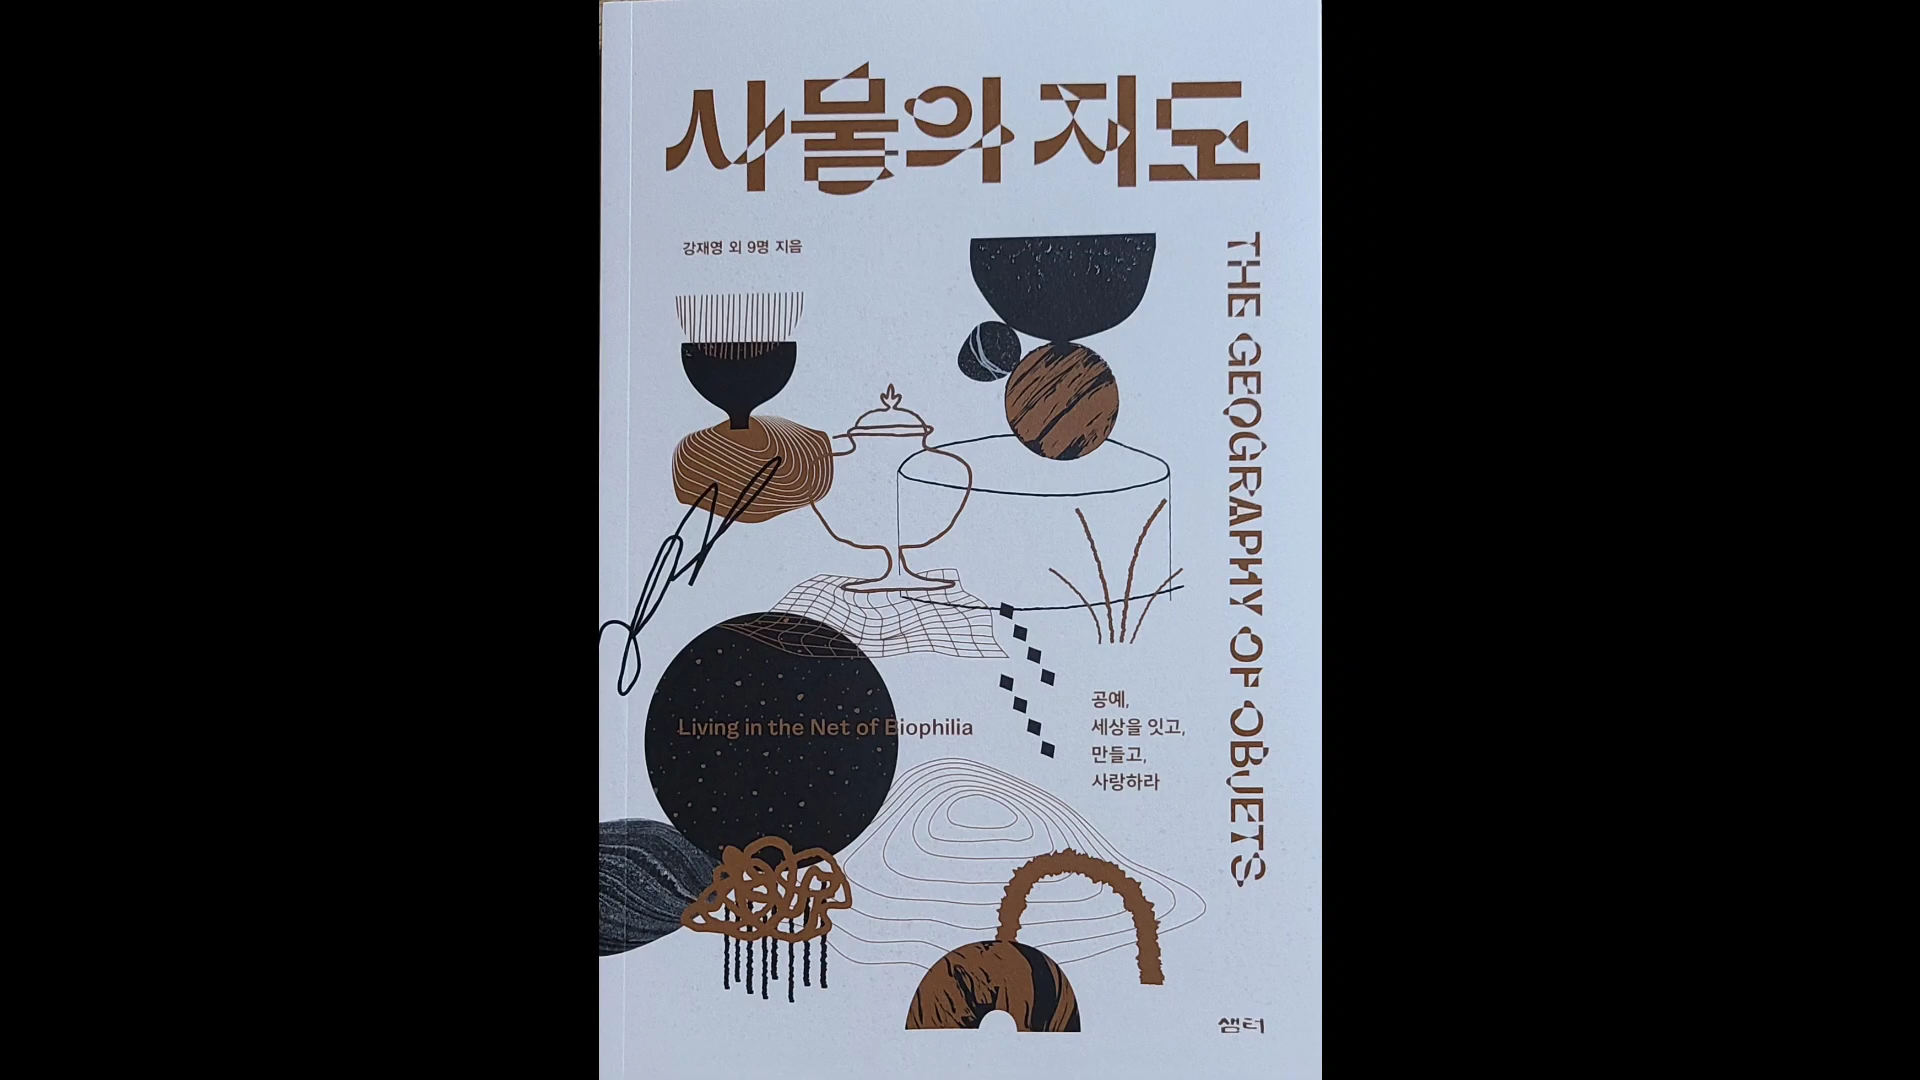 사물의 지도
강재영 외 9명 지음
THE GEOGRAPHY OF OBJETS
공예,
세상을 잇고,
만들고,
사랑하라
Living in the Net of Biophilia
샘터